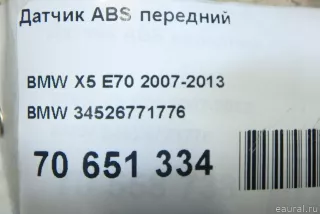 Датчик ABS передний
BMW X5 E70 2007-2013
BMW 34526771776
70 651 334
eaural.ru